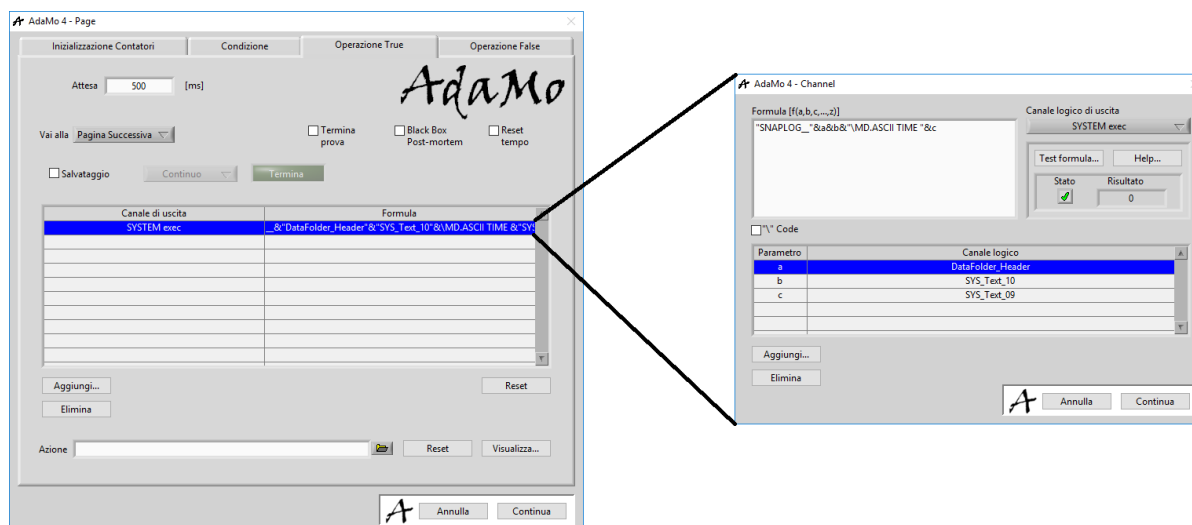 AdaMo 4 - Page
Inizializzazione Contatori
Condizione
Operazione True
Operazione False
Attesa 500 [ms]
AdaMo
Vai alla Pagina Successiva
Termina prova
Black Box Post-mortem
Reset tempo
Salvataggio
Continuo
Termina
Canale di uscita
Formula
SYSTEM exec
_&"DataFolder_Header"&"SYS_Text_10"&\MD.ASCII TIME &"SYS
Aggiungi...
Reset
Elimina
Azione
Reset
Visualizza...
A
Annulla
Continua
AdaMo 4 - Channel
Formula [f(a,b,c,...,z)]
Canale logico di uscita
"SNAPLOG__"&a&b&"\MD.ASCII TIME "&c
SYSTEM exec
Test formula...
Help...
Stato
Risultato
0
"\" Code
Parametro
Canale logico
a DataFolder_Header
b SYS_Text_10
c SYS_Text_09
Aggiungi...
Elimina
A
Annulla
Continua